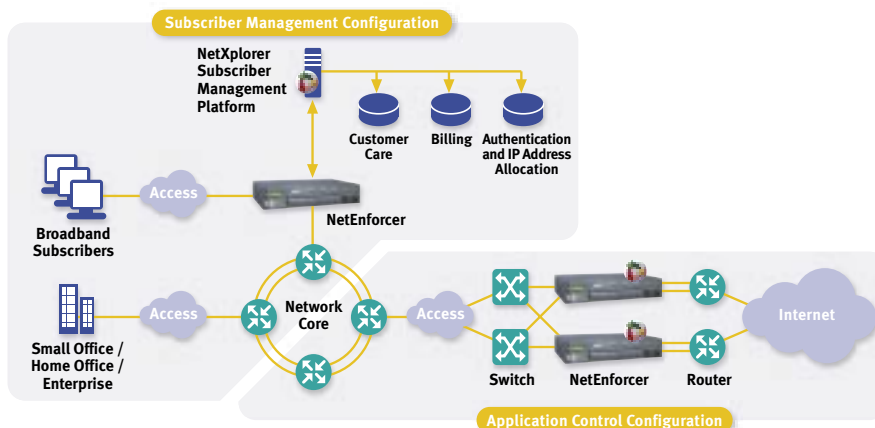 Subscriber Management Configuration
NetXplorer
Subscriber
Management
Platform
Customer
Care
Billing
Authentication
and IP Address
Allocation
Access
NetEnforcer
Broadband
Subscribers
Network
Core
Access
Small Office /
Home Office /
Enterprise
Access
Switch
NetEnforcer
Router
Internet
Application Control Configuration